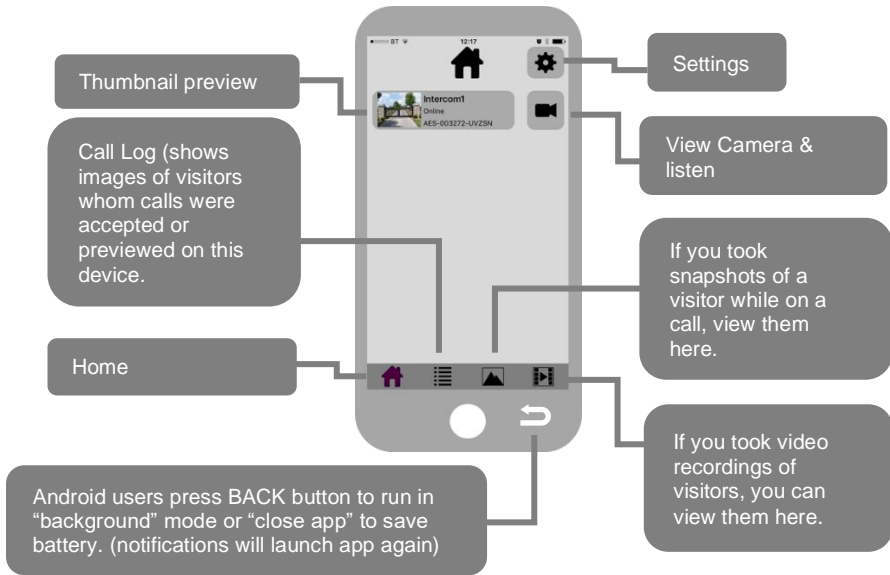 BT
12:17
Thumbnail preview
Settings
Intercom1
Online
AES-003272-UVZSN
Call Log (shows
images of visitors
whom calls were
accepted or
previewed on this
device.
View Camera &
listen
If you took
snapshots of a
visitor while on a
call, view them
here.
Home
If you took video
recordings of
visitors, you can
view them here.
Android users press BACK button to run in
“background” mode or “close app” to save
battery. (notifications will launch app again)